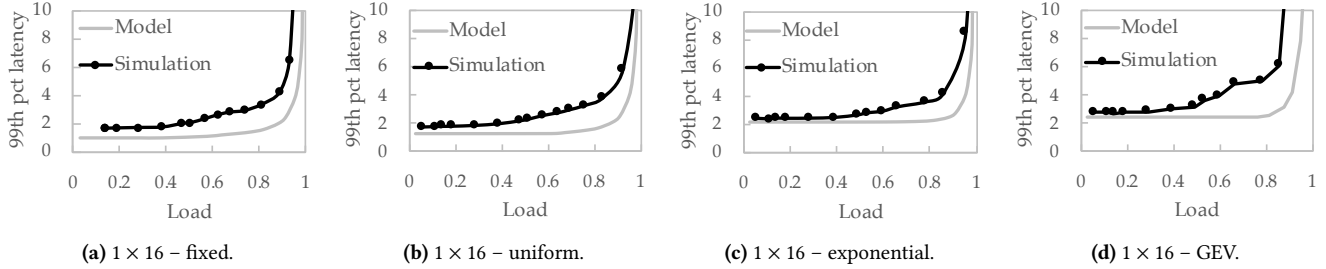 99th pct latency
10
8
6
4
2
0
Model
Simulation
0 0.2 0.4 0.6 0.8 1
Load
(a) 1 × 16 – fixed.
99th pct latency
10
8
6
4
2
0
Model
Simulation
0 0.2 0.4 0.6 0.8 1
Load
(b) 1 × 16 – uniform.
99th pct latency
10
8
6
4
2
0
Model
Simulation
0 0.2 0.4 0.6 0.8 1
Load
(c) 1 × 16 – exponential.
99th pct latency
10
8
6
4
2
0
Model
Simulation
0 0.2 0.4 0.6 0.8 1
Load
(d) 1 × 16 – GEV.